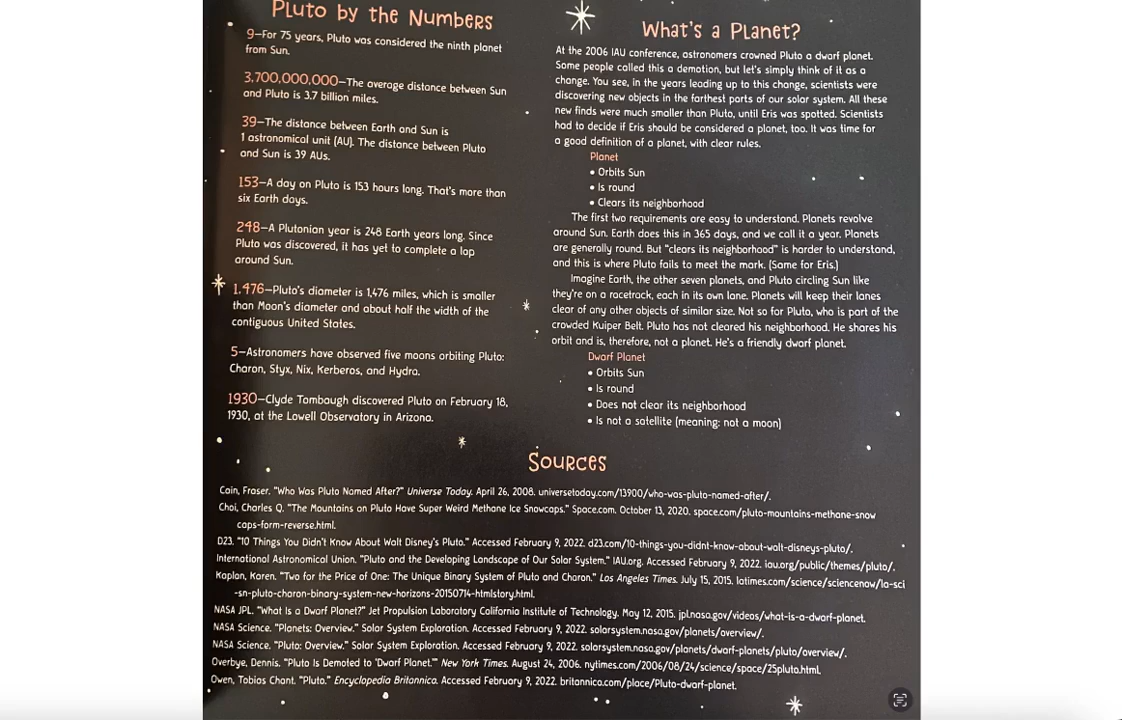 Pluto by the Numbers
9—For 75 years, Pluto was considered the ninth planet
from Sun.
3,700,000,000—The average distance between Sun
and Pluto is 3.7 billion miles.
39—The distance between Earth and Sun is
1 astronomical unit (AU). The distance between Pluto
and Sun is 39 AUs.
153—A day on Pluto is 153 hours long. That's more than
six Earth days.
248—A Plutonian year is 248 Earth years long. Since
Pluto was discovered, it has yet to complete a lap
around Sun.
1,476—Pluto's diameter is 1,476 miles, which is smaller
than Moon's diameter and about half the width of the
contiguous United States.
5—Astronomers have observed five moons orbiting Pluto:
Charon, Styx, Nix, Kerberos, and Hydra.
1930—Clyde Tombaugh discovered Pluto on February 18,
1930, at the Lowell Observatory in Arizona.
What's a Planet?
At the 2006 IAU conference, astronomers crowned Pluto a dwarf planet.
Some people called this a demotion, but let's simply think of it as a
change. You see, in the years leading up to this change, scientists were
discovering new objects in the farthest parts of our solar system. All these
new finds were much smaller than Pluto, until Eris was spotted. Scientists
had to decide if Eris should be considered a planet, too. It was time for
a good definition of a planet, with clear rules.
Planet
• Orbits Sun
• Is round
• Clears its neighborhood
The first two requirements are easy to understand. Planets revolve
around Sun. Earth does this in 365 days, and we call it a year. Planets
are generally round. But "clears its neighborhood" is harder to understand,
and this is where Pluto fails to meet the mark. (Same for Eris.)
Imagine Earth, the other seven planets, and Pluto circling Sun like
they're on a racetrack, each in its own lane. Planets will keep their lanes
clear of any other objects of similar size. Not so for Pluto, who is part of the
crowded Kuiper Belt. Pluto has not cleared his neighborhood. He shares his
orbit and is, therefore, not a planet. He's a friendly dwarf planet.
Dwarf Planet
• Orbits Sun
• Is round
• Does not clear its neighborhood
• Is not a satellite (meaning: not a moon)
Sources
Cain, Fraser. "Who Was Pluto Named After?" Universe Today. April 26, 2008. universetoday.com/13900/who-was-pluto-named-after/.
Choi, Charles Q. "The Mountains on Pluto Have Super Weird Methane Ice Snowcaps." Space.com. October 13, 2020. space.com/pluto-mountains-methane-snow
caps-form-reverse.html.
D23. "10 Things You Didn't Know About Walt Disney's Pluto." Accessed February 9, 2022. d23.com/10-things-you-didnt-know-about-walt-disneys-pluto/.
International Astronomical Union. "Pluto and the Developing Landscape of Our Solar System." IAU.org. Accessed February 9, 2022. iau.org/public/themes/pluto/.
Kaplan, Karen. "Two for the Price of One: The Unique Binary System of Pluto and Charon." Los Angeles Times. July 15, 2015. latimes.com/science/sciencenow/la-sci
-sn-pluto-charon-binary-system-new-horizons-20150714-htmlstory.html.
NASA JPL. "What Is a Dwarf Planet?" Jet Propulsion Laboratory California Institute of Technology. May 12, 2015. jpl.nasa.gov/videos/what-is-a-dwarf-planet.
NASA Science. "Planets: Overview." Solar System Exploration. Accessed February 9, 2022. solarsystem.nasa.gov/planets/overview/.
NASA Science. "Pluto: Overview." Solar System Exploration. Accessed February 9, 2022. solarsystem.nasa.gov/planets/dwarf-planets/pluto/overview/.
Overbye, Dennis. "Pluto Is Demoted to 'Dwarf Planet.'" New York Times. August 24, 2006. nytimes.com/2006/08/24/science/space/25pluto.html.
Owen, Tobias Chant. "Pluto." Encyclopedia Britannica. Accessed February 9, 2022. britannica.com/place/Pluto-dwarf-planet.